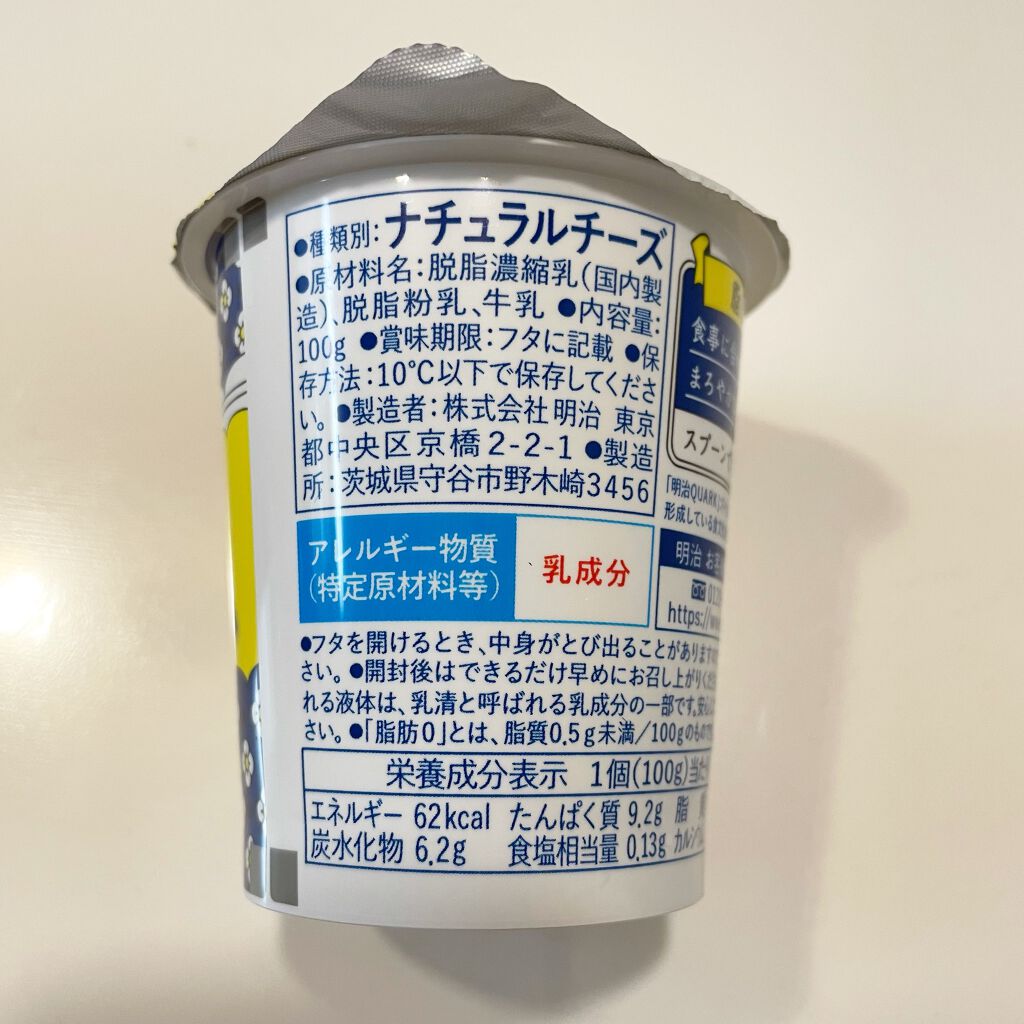 ●種類別:ナチュラルチーズ
●原材料名:脱脂濃縮乳(国内製
造)、脱脂粉乳、牛乳 ●内容量:
100g ●賞味期限:フタに記載 ●保
存方法:10℃以下で保存してくださ
い。●製造者:株式会社明治 東京
都中央区京橋2-2-1 ●製造
所:茨城県守谷市野木崎3456
アレルギー物質
(特定原材料等)
乳成分
●フタを開けるとき、中身がとび出ることがあります
さい。●開封後はできるだけ早めにお召し上がりくだ
れる液体は、乳清と呼ばれる乳成分の一部です。
さい。●「脂肪0」とは、脂質0.5g未満/100gのもの
栄養成分表示 1個(100g)当た
エネルギー 62kcal たんぱく質 9.2g 脂
炭水化物 6.2g 食塩相当量 0.13g カルシ
食事に
まろや
スプーン
「明治QUARK」
形成している
明治 お
https://w